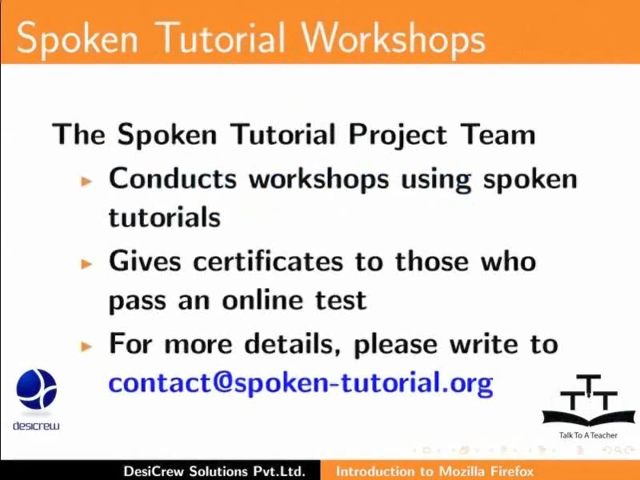 Spoken Tutorial Workshops
The Spoken Tutorial Project Team
Conducts workshops using spoken
tutorials
Gives certificates to those who
pass an online test
For more details, please write to
contact@spoken-tutorial.org
desicrew
TTT
Talk To A Teacher
DesiCrew Solutions Pvt.Ltd. Introduction to Mozilla Firefox